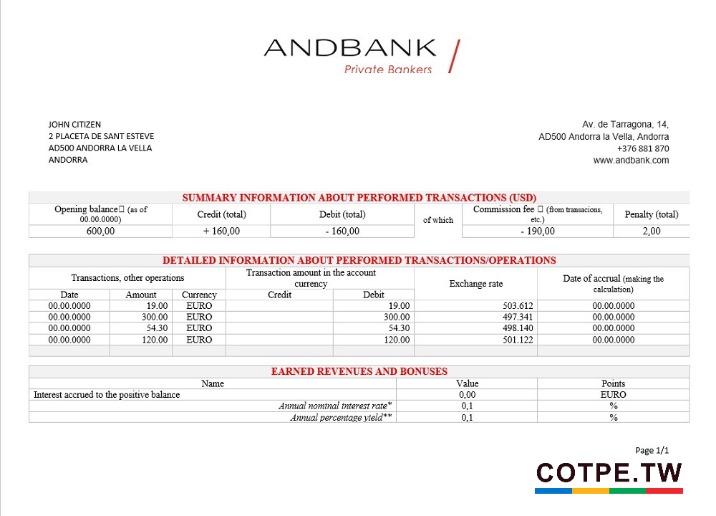 ANDBANK
Private Bankers
JOHN CITIZEN
2 PLACETA DE SANT ESTEVE
AD500 ANDORRA LA VELLA
ANDORRA
Av. de Tarragona, 14,
AD500 Andorra la Vella, Andorra
+376 881 870
www.andbank.com
SUMMARY INFORMATION ABOUT PERFORMED TRANSACTIONS (USD)
Opening balance□ (as of 00.00.0000) Credit (total) Debit (total) of which Commission fee □ (from transacions, etc.) Penalty (total)
600,00 + 160,00 - 160,00 - 190,00 2,00
DETAILED INFORMATION ABOUT PERFORMED TRANSACTIONS/OPERATIONS
Transactions, other operations Transaction amount in the account currency Exchange rate Date of accrual (making the calculation)
Date Amount Currency Credit Debit
00.00.0000 19.00 EURO 19.00 503.612 00.00.0000
00.00.0000 300.00 EURO 300.00 497.341 00.00.0000
00.00.0000 54.30 EURO 54.30 498.140 00.00.0000
00.00.0000 120.00 EURO 120.00 501.122 00.00.0000
EARNED REVENUES AND BONUSES
Name Value Points
Interest accrued to the positive balance 0,00 EURO
Annual nominal interest rate* 0,1 %
Annual percentage yield** 0,1 %
Page 1/1
COTPE.TW